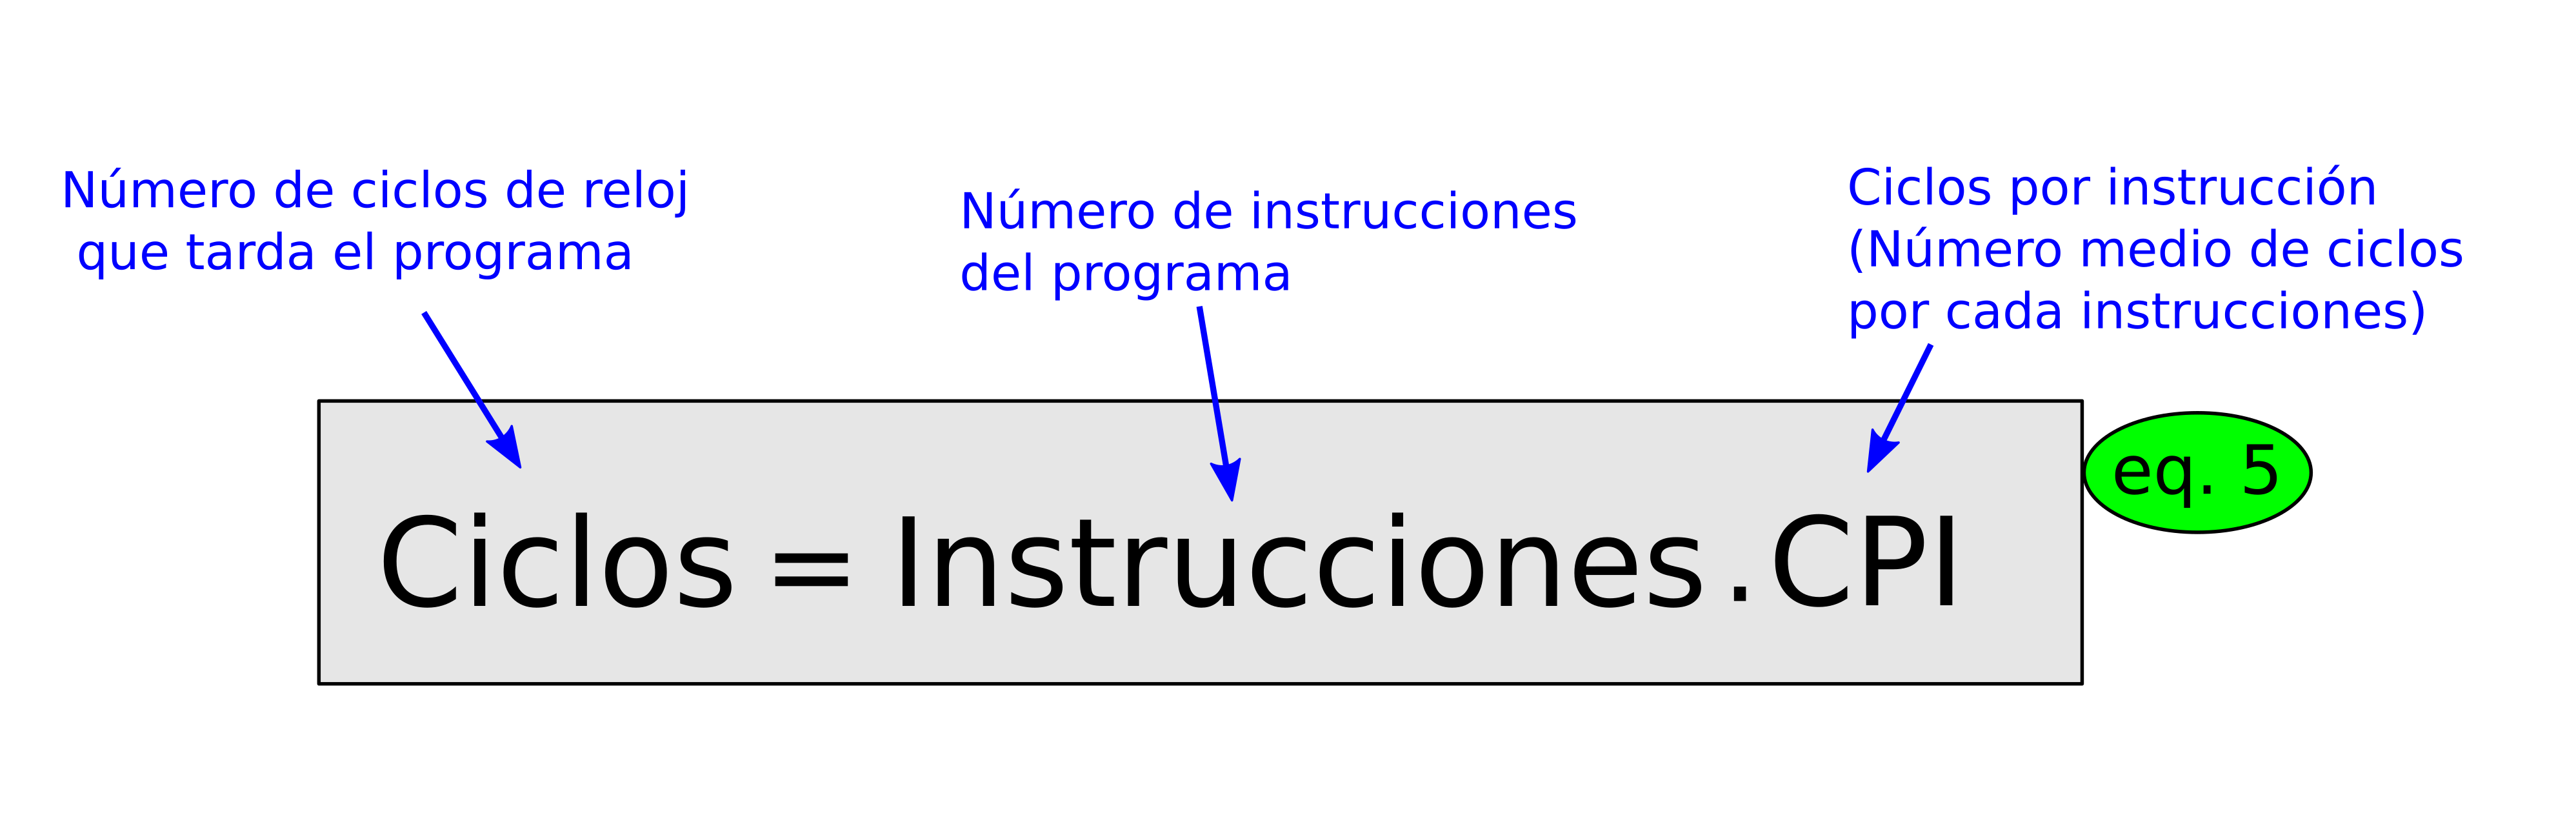 Número de ciclos de reloj
que tarda el programa
Número de instrucciones
del programa
Ciclos por instrucción
(Número medio de ciclos
por cada instrucciones)
Ciclos = Instrucciones . CPI
eq. 5